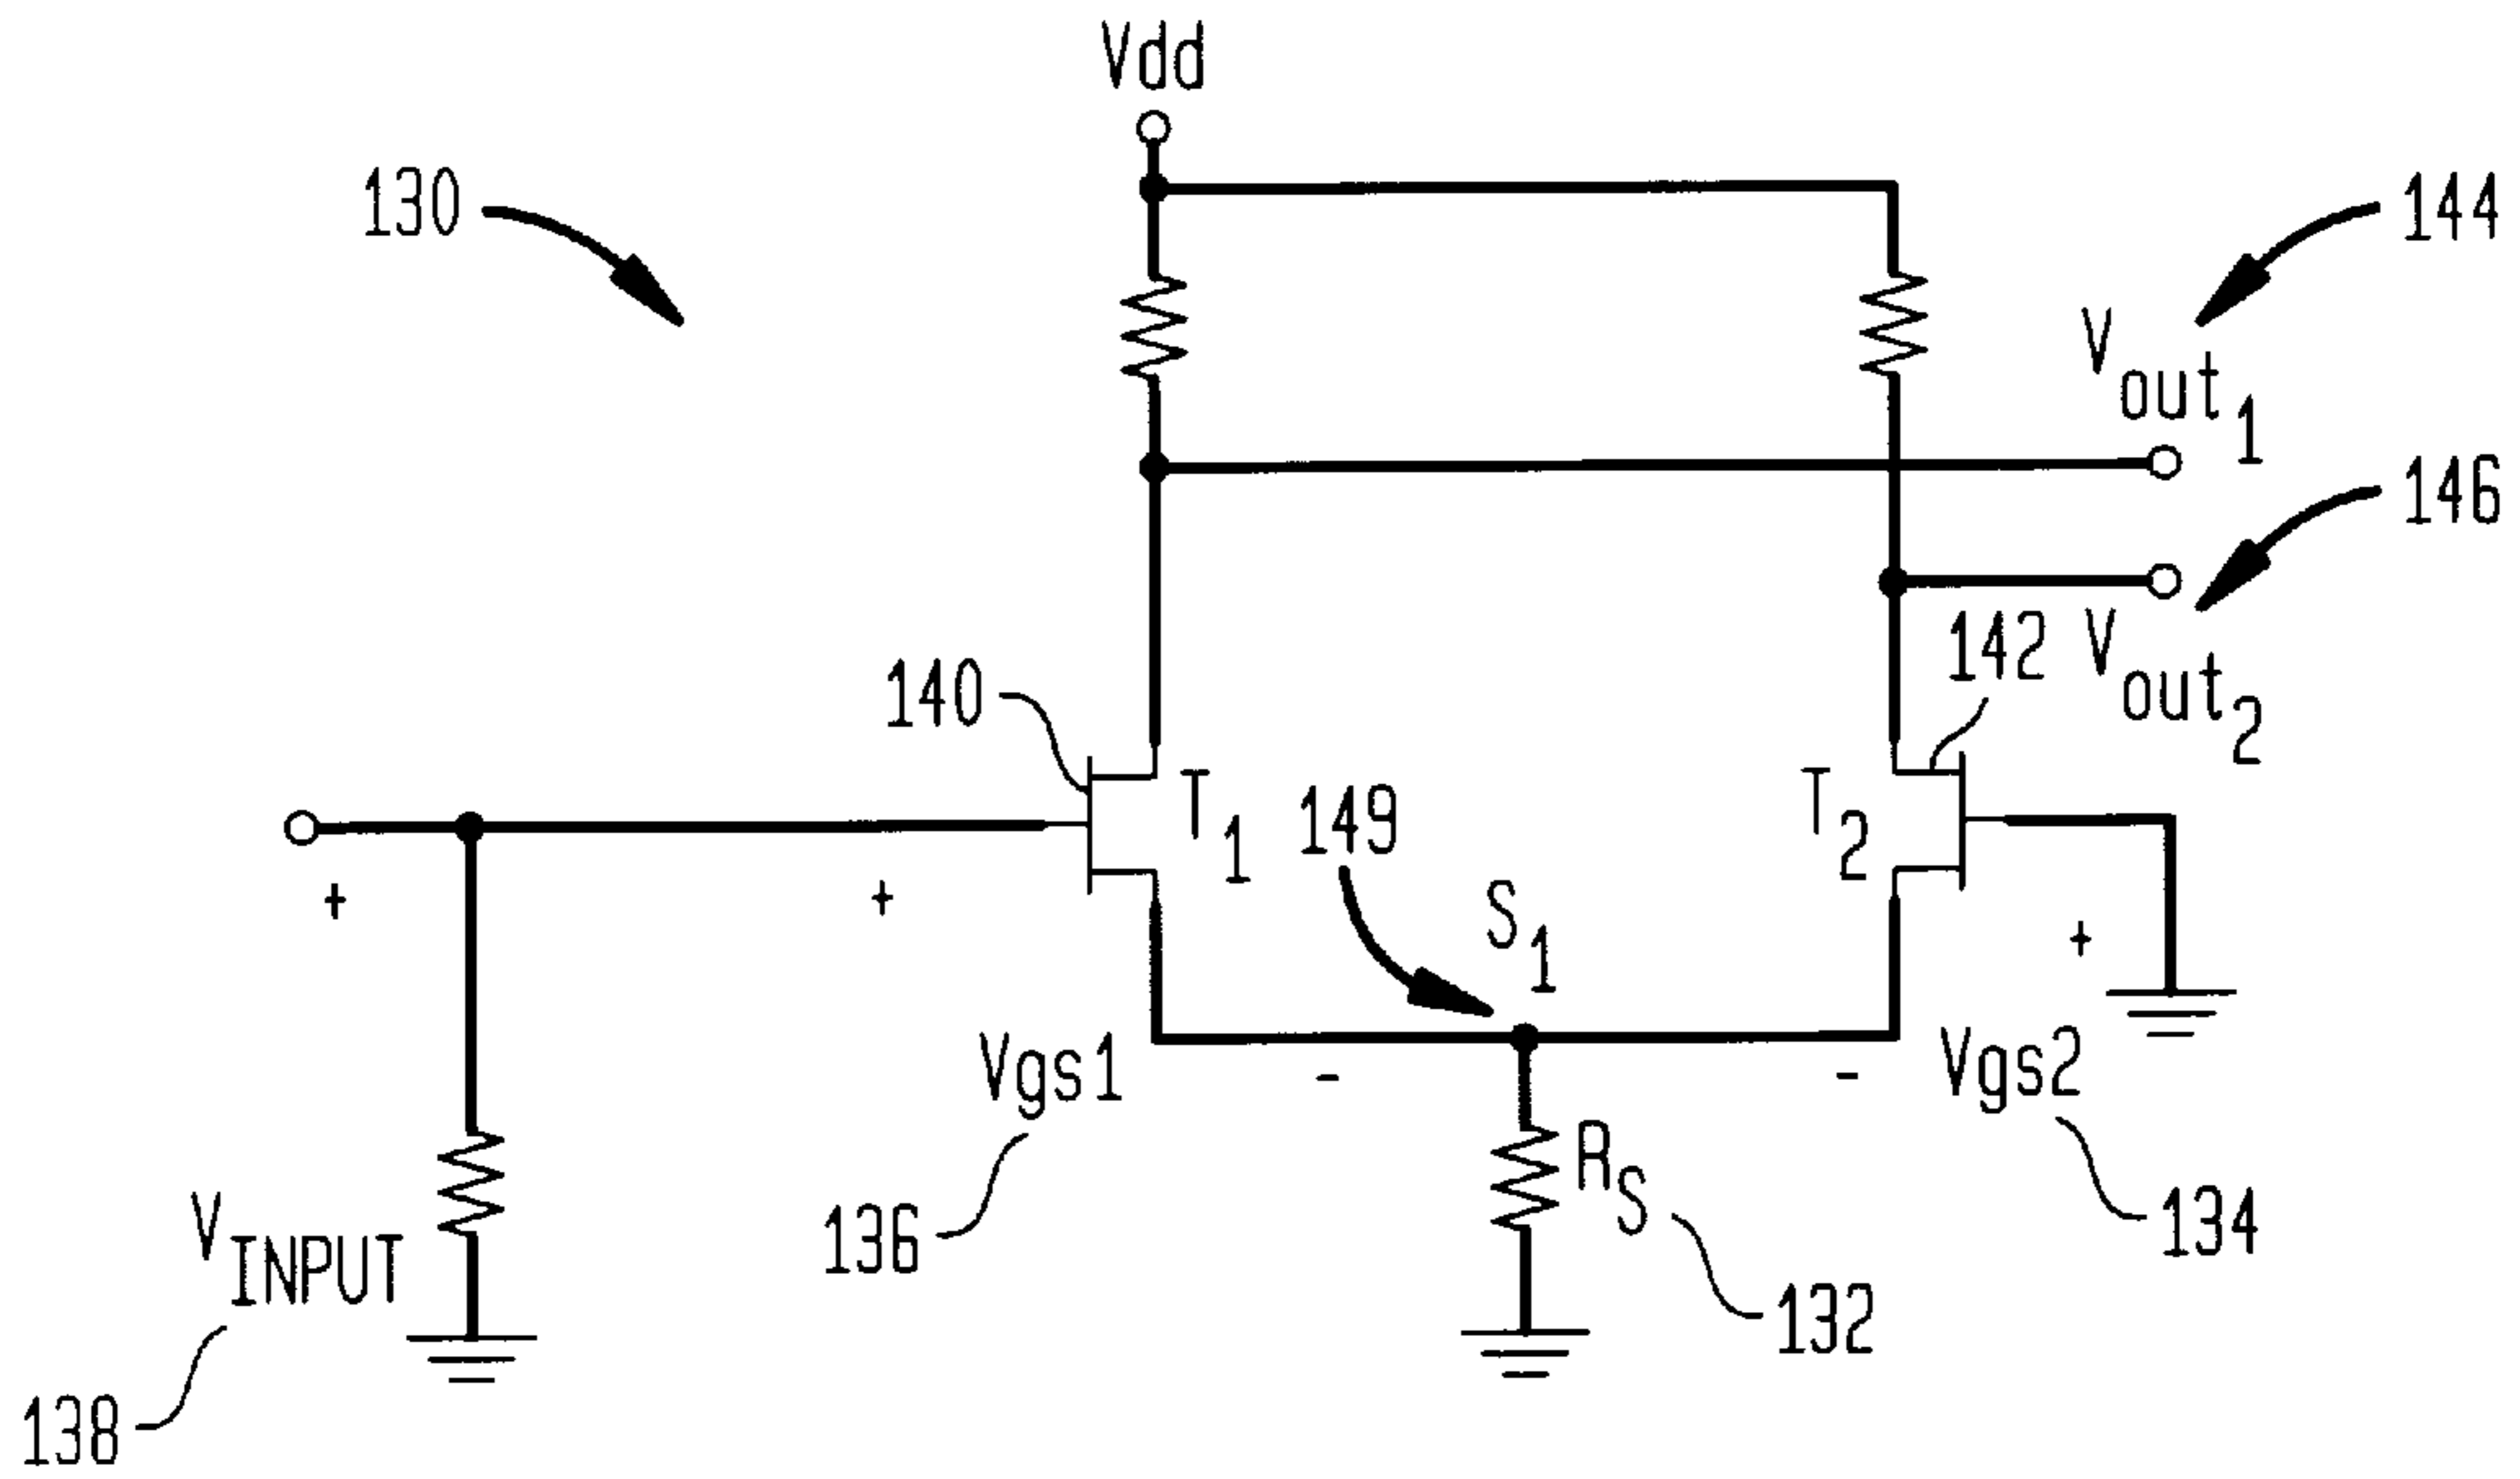 Vdd
130
144
Vout1
146
142
Vout2
140
T1
149
S1
T2
+
+
+
Vgs1
-
-
Vgs2
RS
136
134
VINPUT
132
138